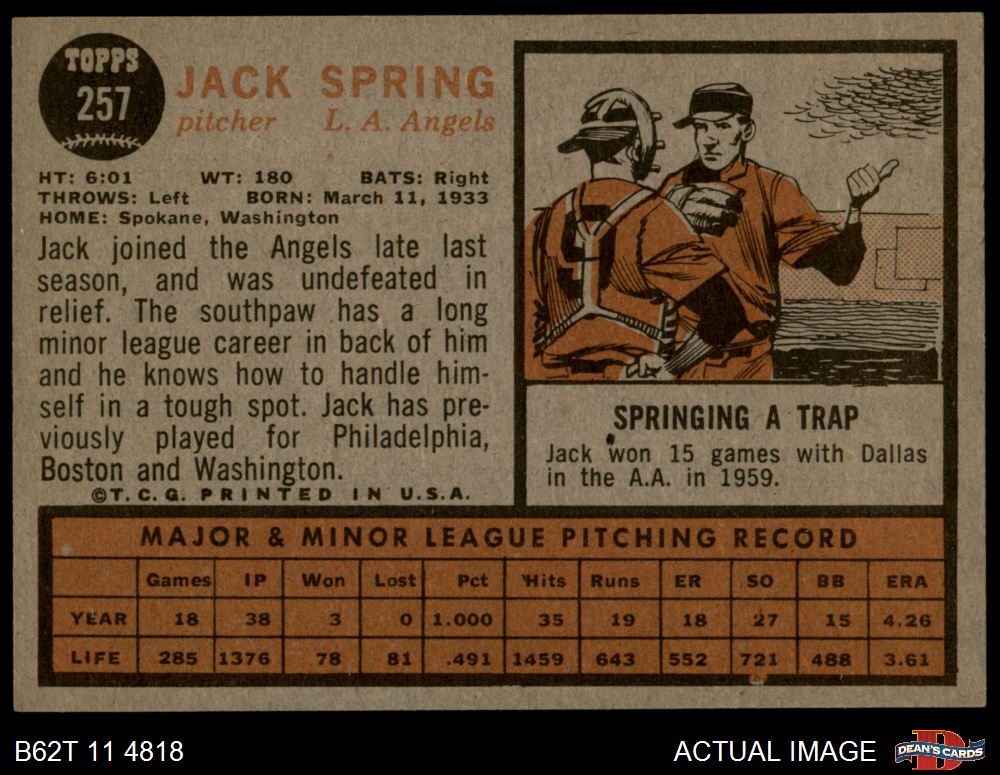 TOPPS
257
JACK SPRING
pitcher L. A. Angels
HT: 6:01 WT: 180 BATS: Right
THROWS: Left BORN: March 11, 1933
HOME: Spokane, Washington
Jack joined the Angels late last
season, and was undefeated in
relief. The southpaw has a long
minor league career in back of him
and he knows how to handle him-
self in a tough spot. Jack has pre-
viously played for Philadelphia,
Boston and Washington.
©T.C.G. PRINTED IN U.S.A.
SPRINGING A TRAP
Jack won 15 games with Dallas
in the A.A. in 1959.
MAJOR & MINOR LEAGUE PITCHING RECORD
Games IP Won Lost Pct Hits Runs ER SO BB ERA
YEAR 18 38 3 0 1.000 35 19 18 27 15 4.26
LIFE 285 1376 78 81 .491 1459 643 552 721 488 3.61
B62T 11 4818
ACTUAL IMAGE
DEAN'S CARDS